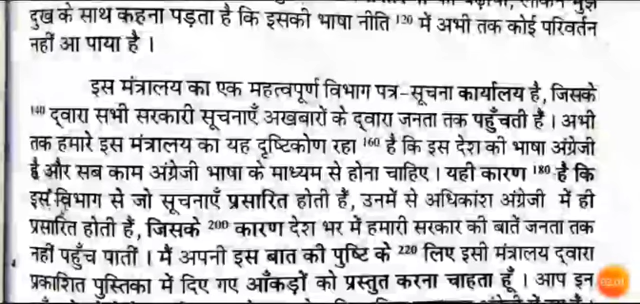 दुख के साथ कहना पड़ता है कि इसकी भाषा नीति 120 में अभी तक कोई परिवर्तन
नहीं आ पाया है ।
इस मंत्रालय का एक महत्वपूर्ण विभाग पत्र-सूचना कार्यालय है, जिसके
140 द्वारा सभी सरकारी सूचनाएँ अखबारों के द्वारा जनता तक पहुँचती हैं । अभी
तक हमारे इस मंत्रालय का यह दृष्टिकोण रहा 160 है कि इस देश की भाषा अंग्रेजी
है और सब काम अंग्रेजी भाषा के माध्यम से होना चाहिए । यही कारण 180 है कि
इस विभाग से जो सूचनाएँ प्रसारित होती हैं, उनमें से अधिकांश अंग्रेजी में ही
प्रसारित होती हैं, जिसके 200 कारण देश भर में हमारी सरकार की बातें जनता तक
नहीं पहुँच पातीं । मैं अपनी इस बात की पुष्टि के 220 लिए इसी मंत्रालय द्वारा
प्रकाशित पुस्तिका में दिए गए आँकड़ों को प्रस्तुत करना चाहता हूँ । आप इन